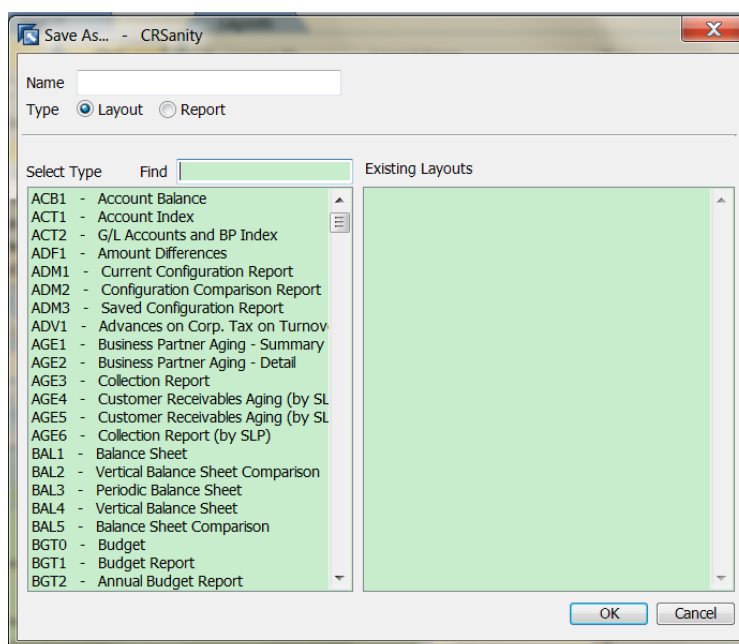 Save As... - CRSanity
Name
Type Layout Report
Select Type Find Existing Layouts
ACB1 - Account Balance
ACT1 - Account Index
ACT2 - G/L Accounts and BP Index
ADF1 - Amount Differences
ADM1 - Current Configuration Report
ADM2 - Configuration Comparison Report
ADM3 - Saved Configuration Report
ADV1 - Advances on Corp. Tax on Turnov
AGE1 - Business Partner Aging - Summary
AGE2 - Business Partner Aging - Detail
AGE3 - Collection Report
AGE4 - Customer Receivables Aging (by SL
AGE5 - Customer Receivables Aging (by SL
AGE6 - Collection Report (by SLP)
BAL1 - Balance Sheet
BAL2 - Vertical Balance Sheet Comparison
BAL3 - Periodic Balance Sheet
BAL4 - Vertical Balance Sheet
BAL5 - Balance Sheet Comparison
BGT0 - Budget
BGT1 - Budget Report
BGT2 - Annual Budget Report
OK Cancel